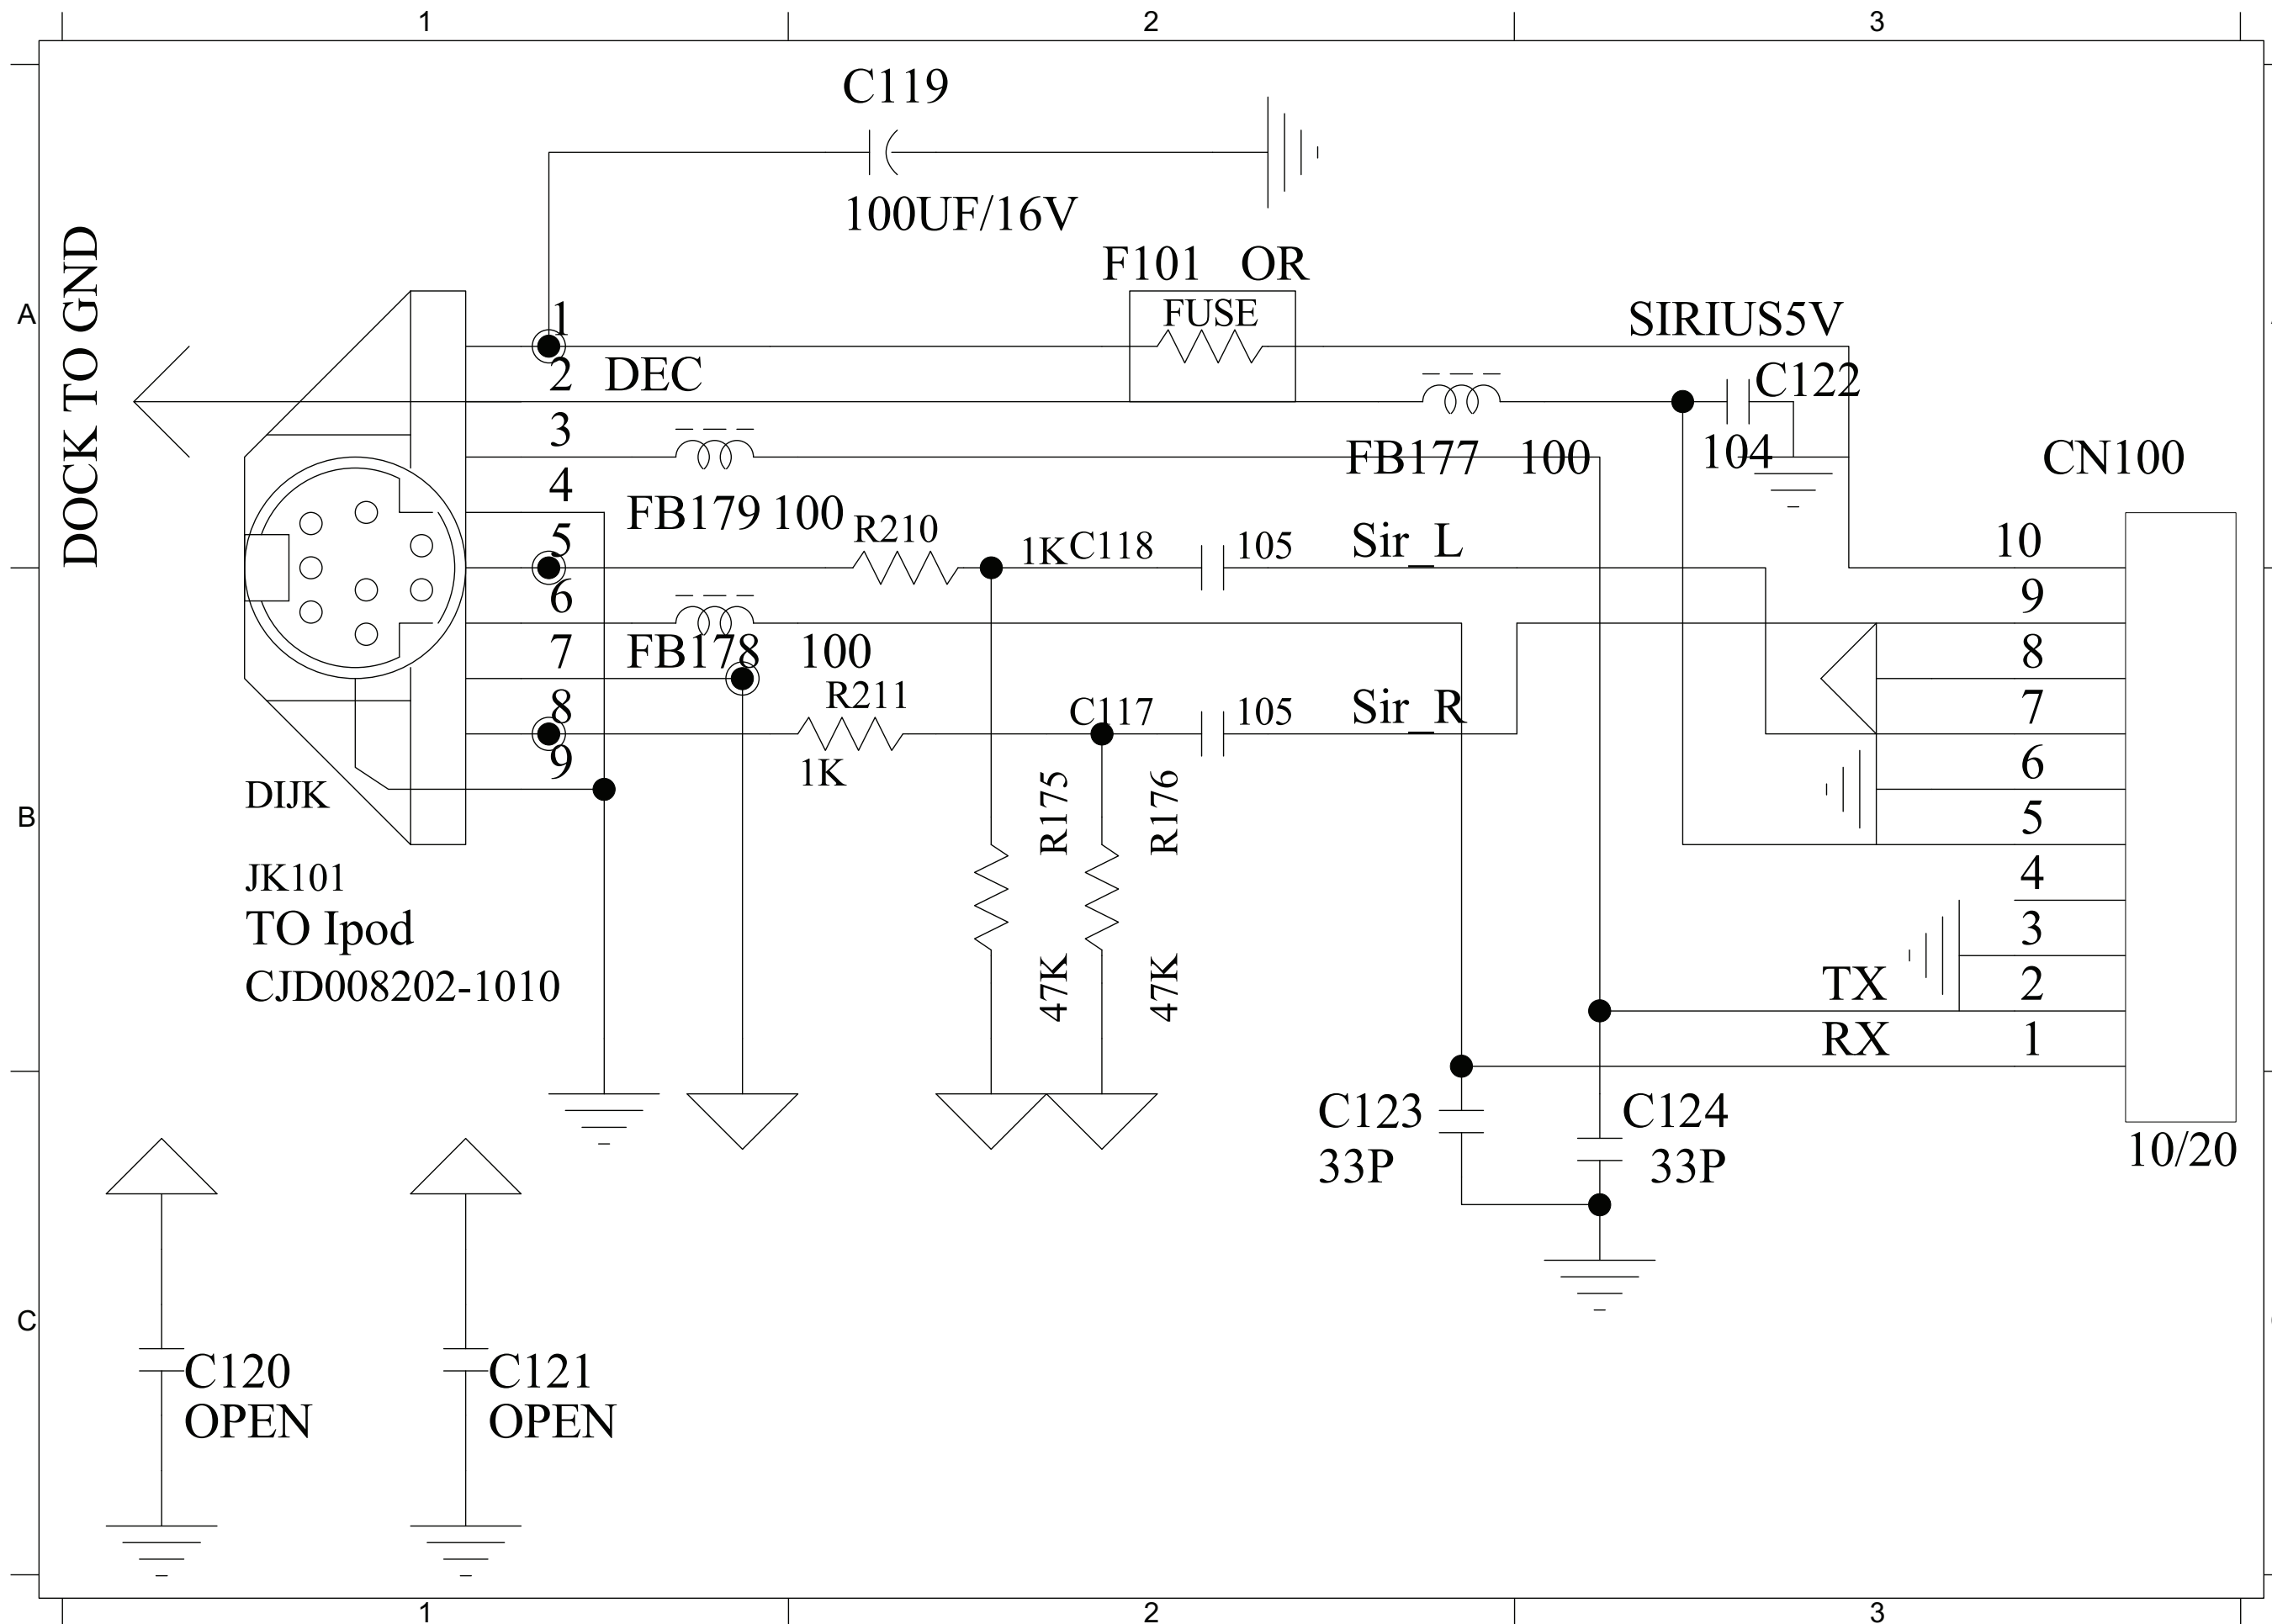 1
2
3
C119
100UF/16V
DOCK TO GND
F101 OR
FUSE
A
1
SIRIUS5V
2 DEC
C122
3
FB177 100
104
CN100
4
FB179 100
R210
5
1K
C118
105
Sir_L
10
6
9
7
FB178 100
8
R211
C117
105
Sir_R
7
8
1K
9
6
DIJK
R175
R176
B
5
JK101
4
TO Ipod
3
CJD008202-1010
47K
47K
TX
2
RX
1
C123
C124
33P
33P
10/20
C
C120
C121
OPEN
OPEN
1
2
3